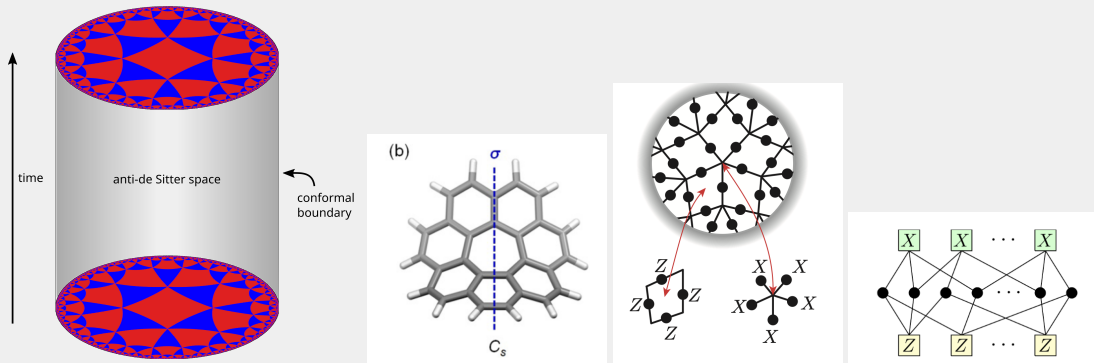 time
anti-de Sitter space
conformal
boundary
(b)
σ
C_s
Z
Z
Z
Z
X
X
X
X
X
X
X
· · ·
X
· · ·
Z
Z
· · ·
Z